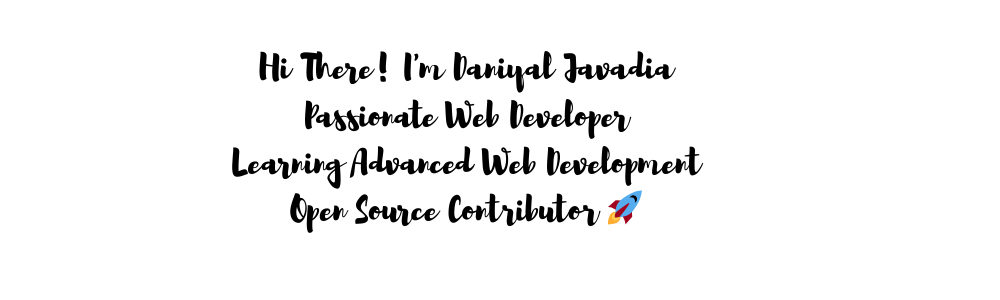 Hi There! I'm Daniyal Javadia
Passionate Web Developer
Learning Advanced Web Development
Open Source Contributor 🚀